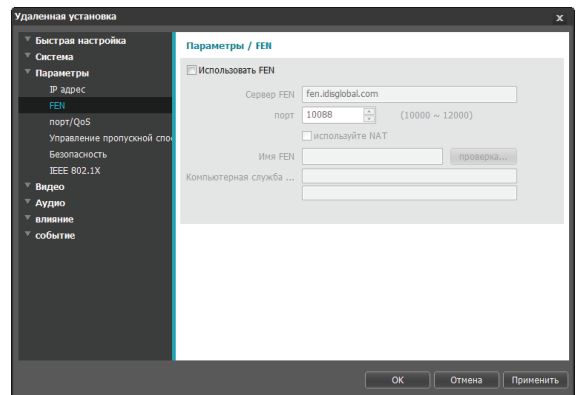 Удаленная установка
x
Быстрая настройка
Система
Параметры
IP адрес
FEN
порт/QoS
Управление пропускной спо
Безопасность
IEEE 802.1X
Видео
Аудио
влияние
событие
Параметры / FEN
Использовать FEN
Сервер FEN fen.idisglobal.com
порт 10088 (10000 ~ 12000)
используйте NAT
Имя FEN проверка...
Компьютерная служба ...
OK Отмена Применить